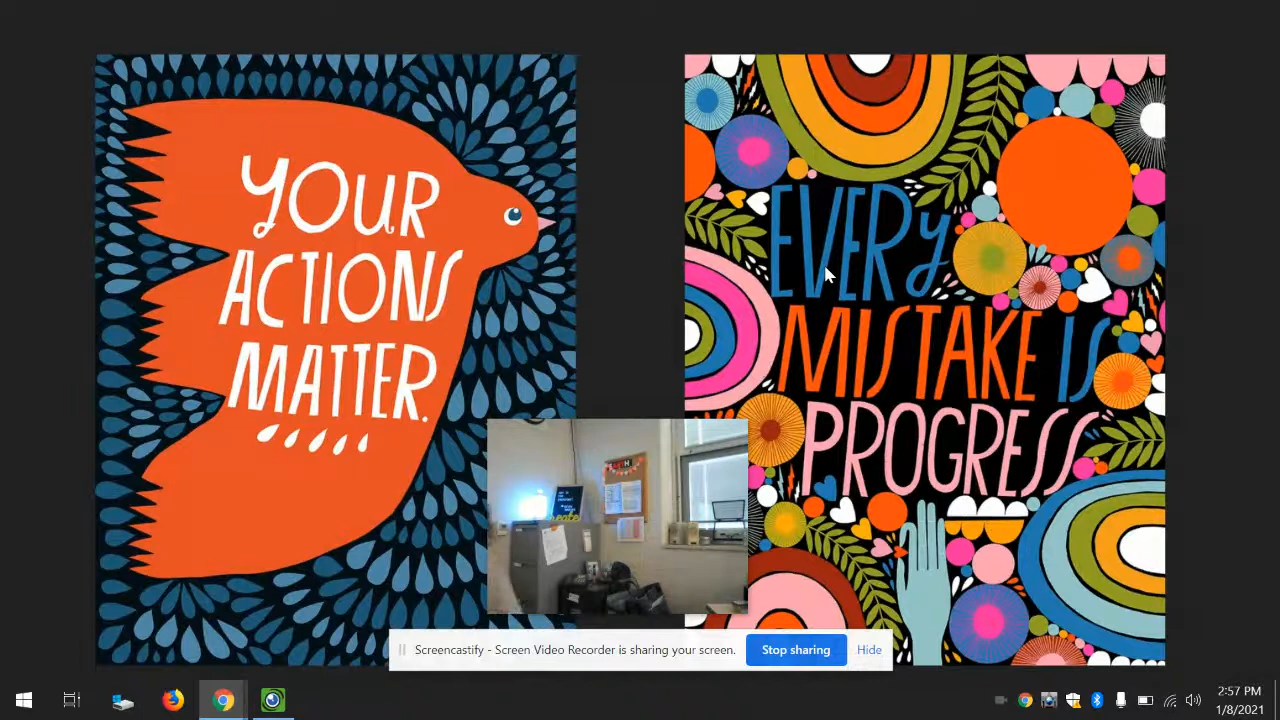 YOUR
ACTIONS
MATTER.
EVERy
MISTAKE IS
PROGRESS
Screencastify - Screen Video Recorder is sharing your screen.
Stop sharing
Hide
2:57 PM
1/8/2021